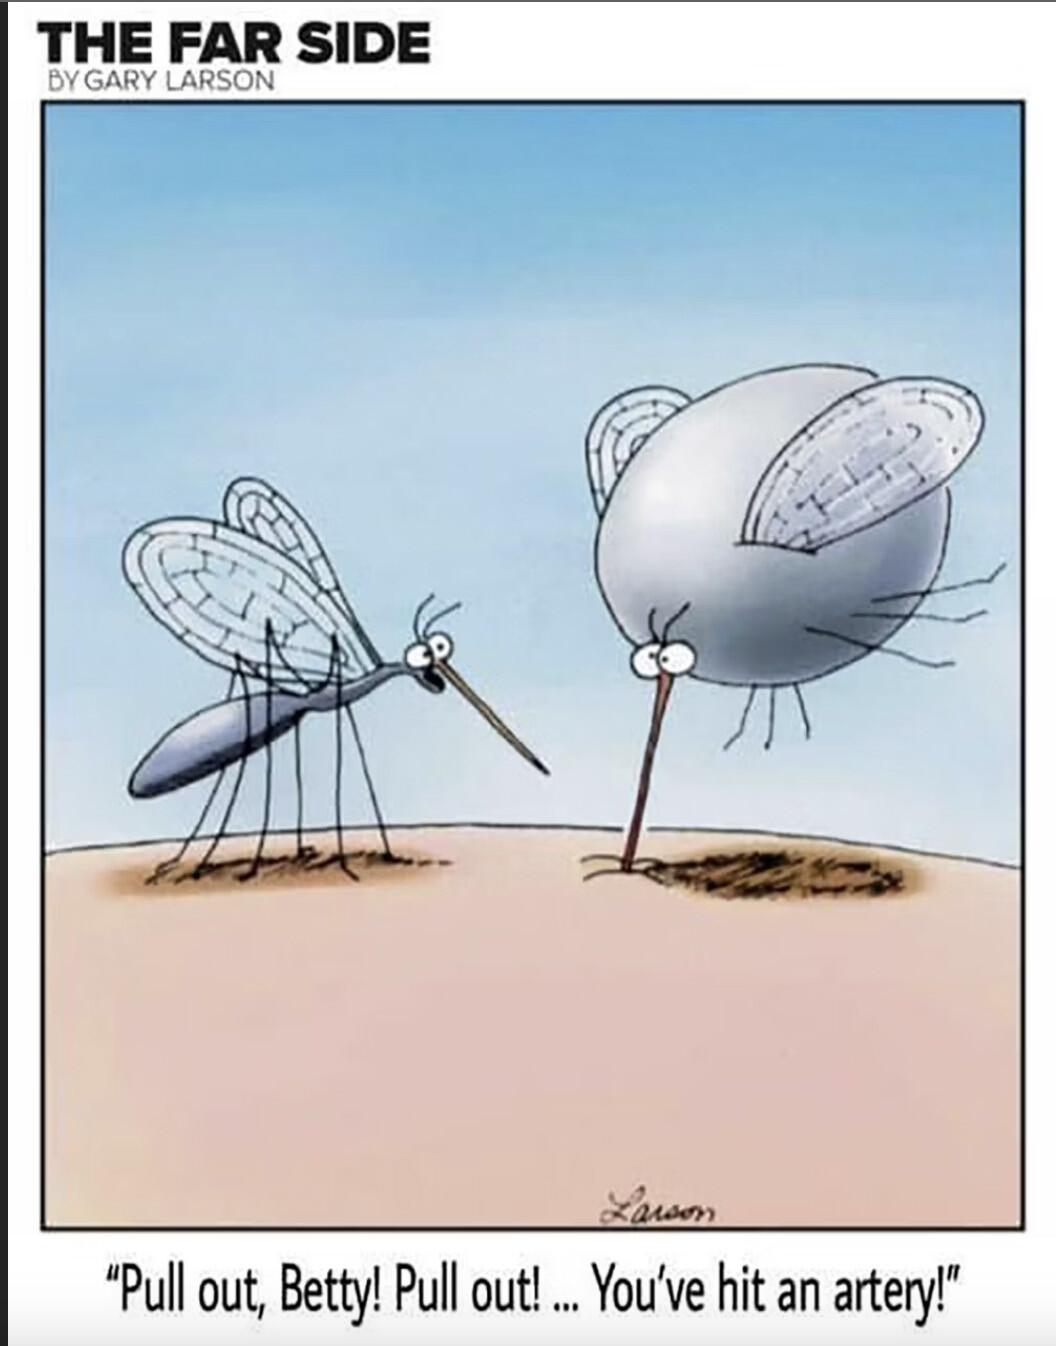 THE FAR SIDE
BY GARY LARSON
Larson
“Pull out, Betty! Pull out! ... You’ve hit an artery!”